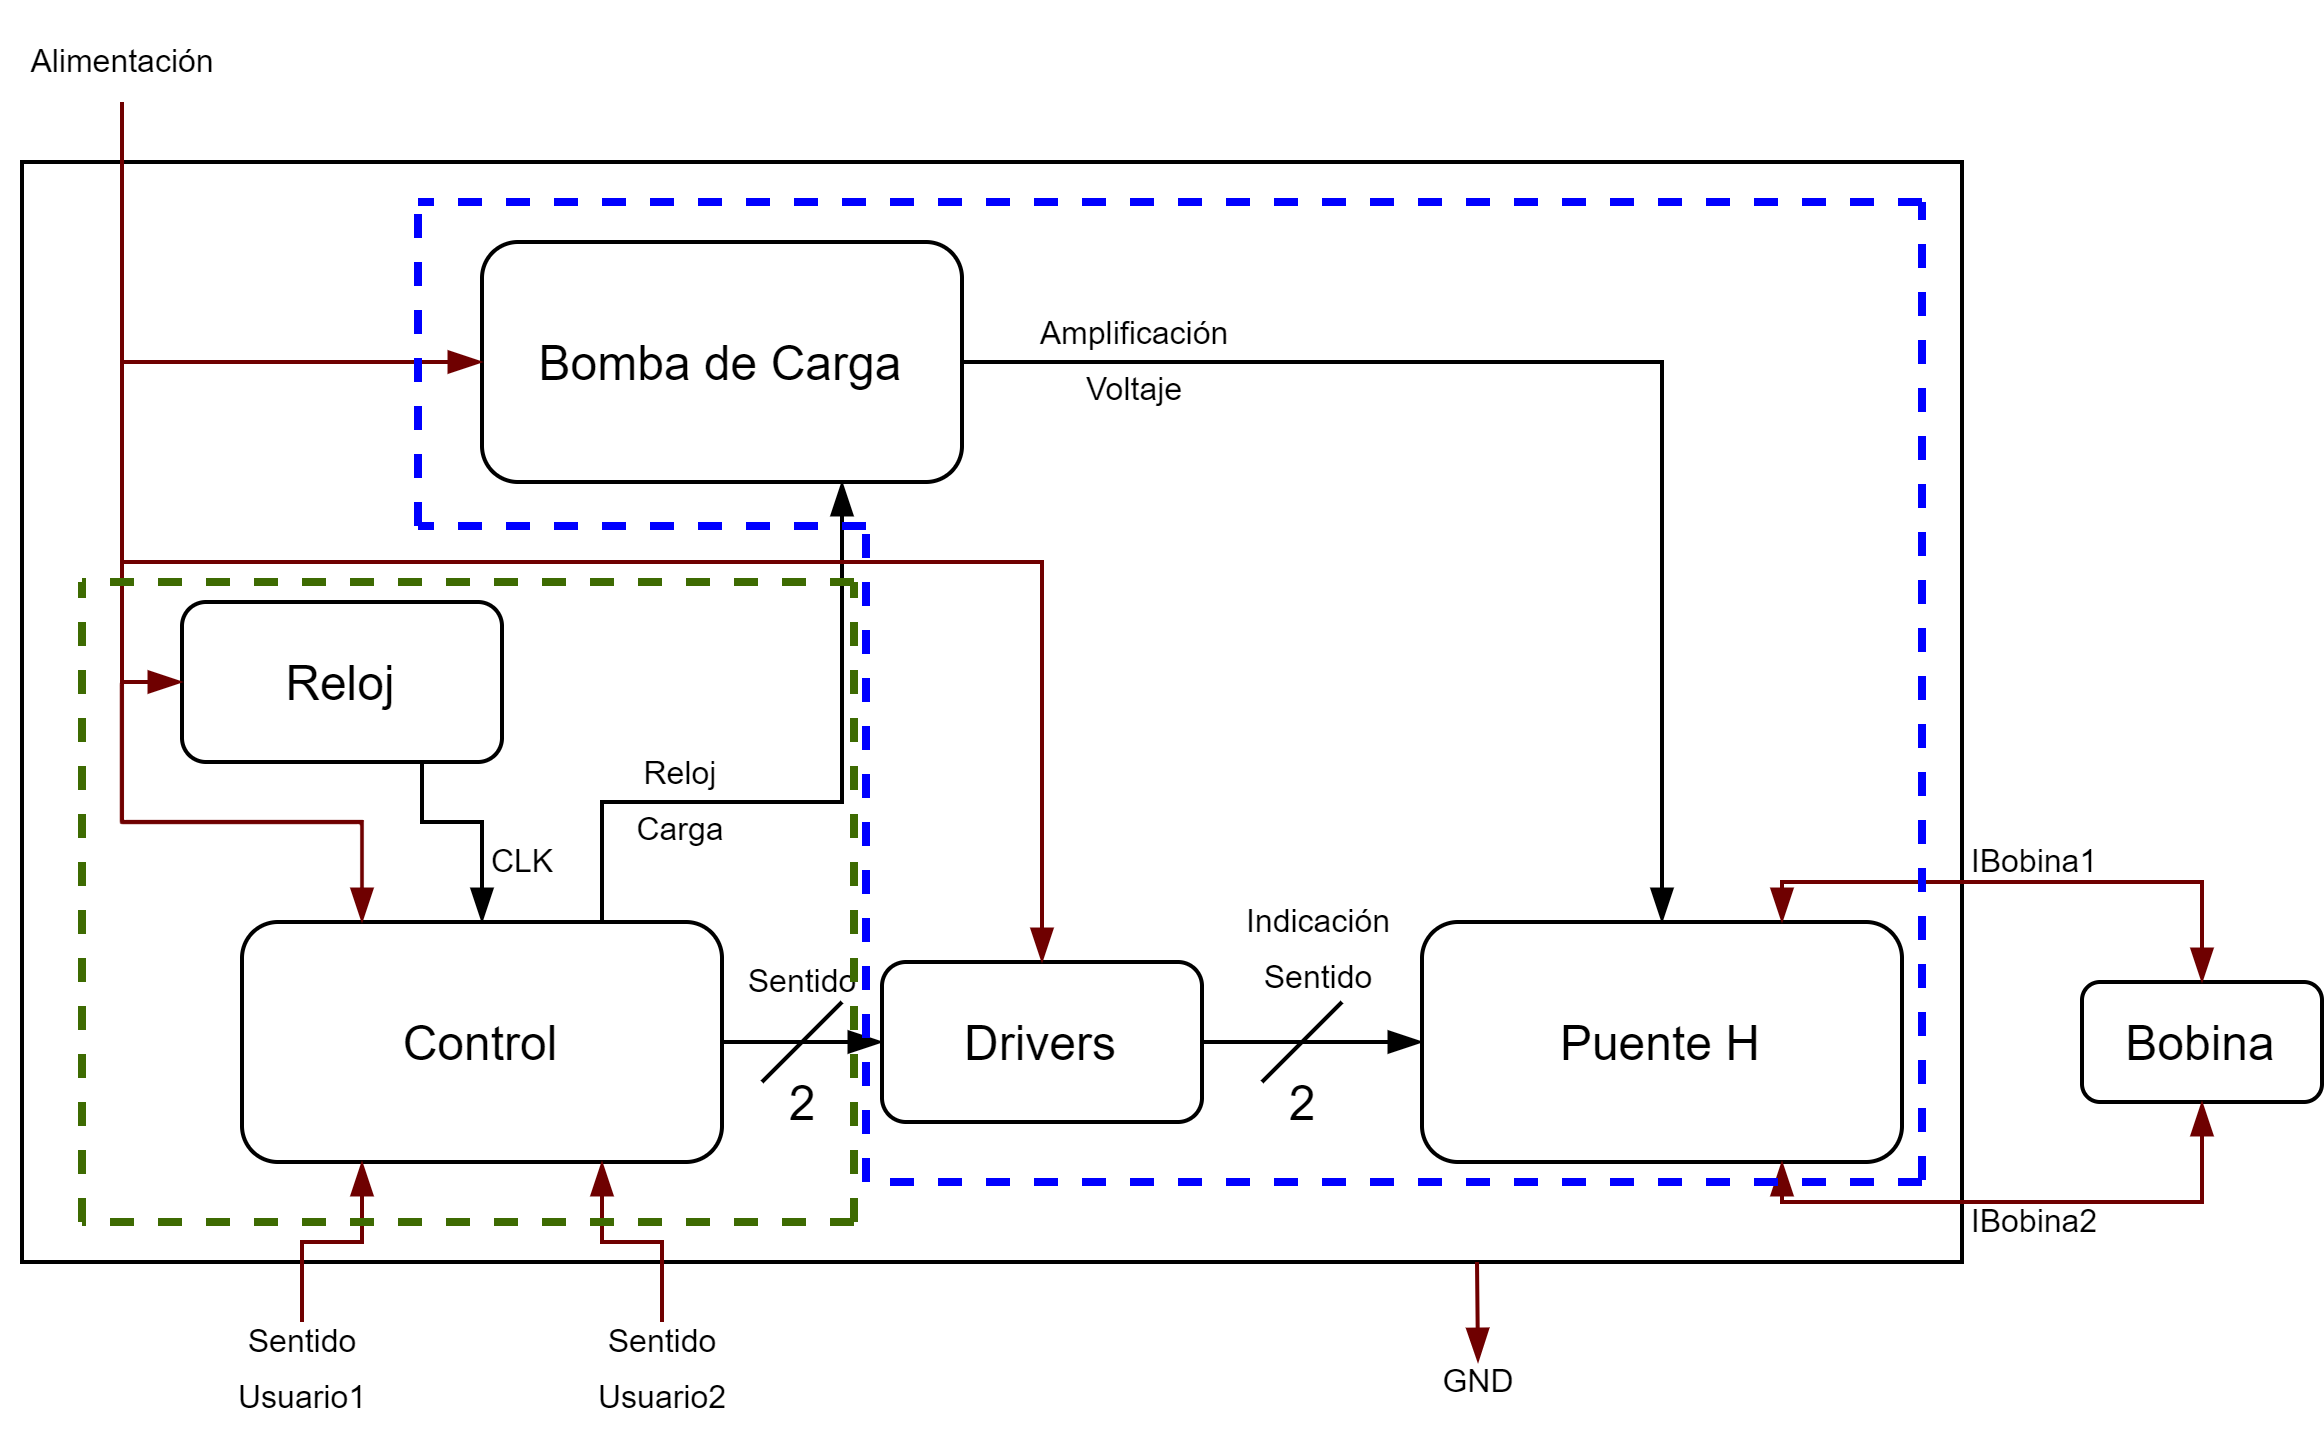 Alimentación
Bomba de Carga
Amplificación
Voltaje
Reloj
Reloj
Carga
CLK
IBobina1
Indicación
Sentido
Sentido
Control
Drivers
Puente H
Bobina
2
2
IBobina2
Sentido
Usuario1
Sentido
Usuario2
GND